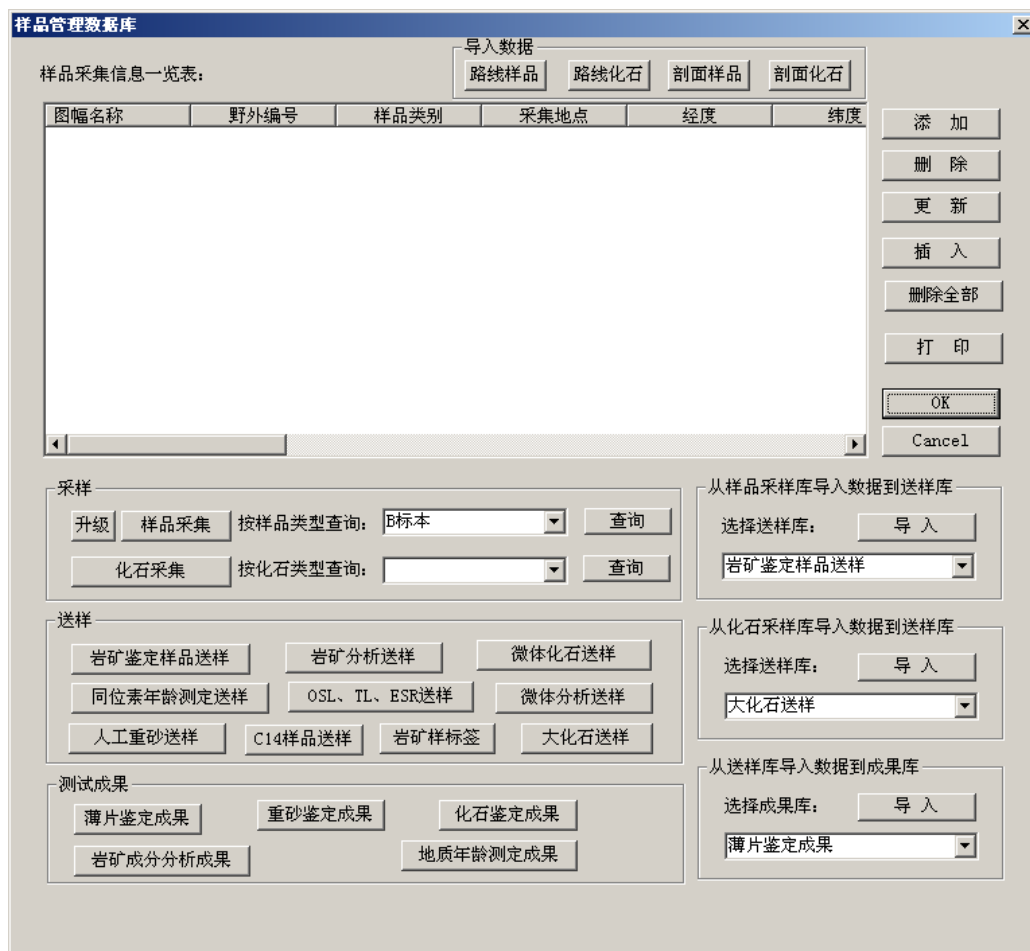 样品管理数据库
导入数据
样品采集信息一览表:
路线样品 路线化石 剖面样品 剖面化石
图幅名称 野外编号 样品类别 采集地点 经度 纬度
添 加
删 除
更 新
插 入
删除全部
打 印
OK
Cancel
采样
升级 样品采集 按样品类型查询: B标本 查询
化石采集 按化石类型查询: 查询
从样品采样库导入数据到送样库
选择送样库: 导 入
岩矿鉴定样品送样
送样
岩矿鉴定样品送样 岩矿分析送样 微体化石送样
同位素年龄测定送样 OSL、TL、ESR送样 微体分析送样
人工重砂送样 C14样品送样 岩矿样标签 大化石送样
从化石采样库导入数据到送样库
选择送样库: 导 入
大化石送样
测试成果
薄片鉴定成果 重砂鉴定成果 化石鉴定成果
岩矿成分分析成果 地质年龄测定成果
从送样库导入数据到成果库
选择成果库: 导 入
薄片鉴定成果